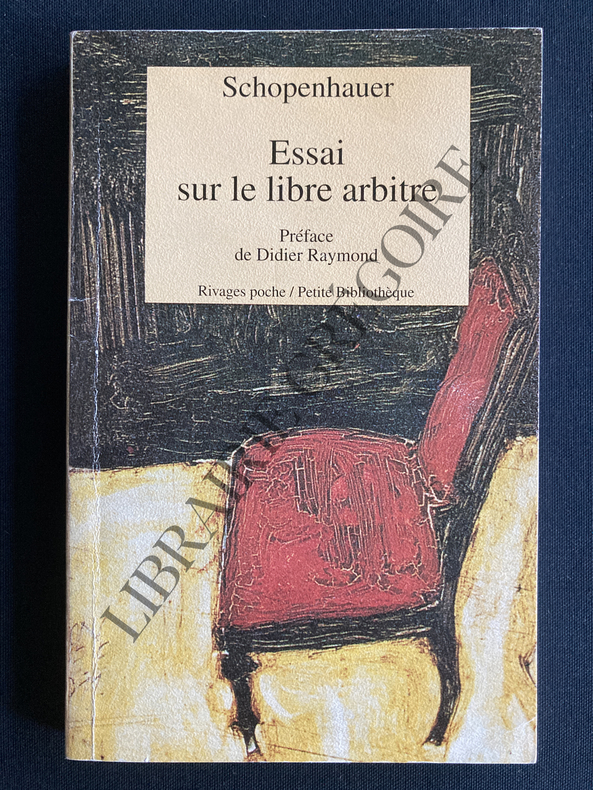 Schopenhauer
Essai
sur le libre arbitre
Préface
de Didier Raymond
Rivages poche / Petite Bibliothèque
LIBRAIRIE GRÉGOIRE